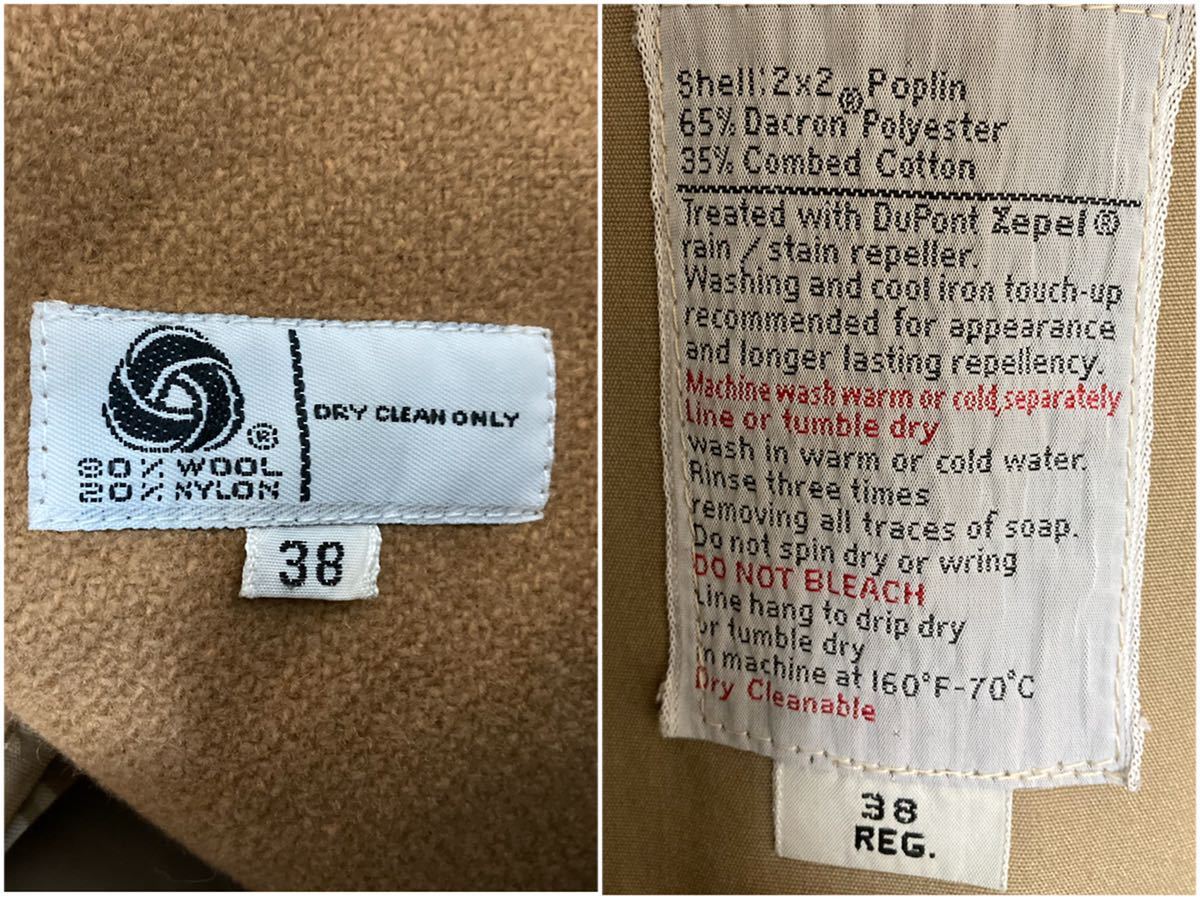 ®
80% WOOL
20% NYLON
DRY CLEAN ONLY
38
Shell: 2x2 Poplin
65% Dacron® Polyester
35% Combed Cotton
Treated with DuPont Xepel®
rain / stain repeller.
Washing and cool iron touch-up
recommended for appearance
and longer lasting repellency.
Machine wash warm or cold, separately
Line or tumble dry
wash in warm or cold water.
Rinse three times
removing all traces of soap.
Do not spin dry or wring
DO NOT BLEACH
Line hang to drip dry
or tumble dry
in machine at 160°F-70°C
Dry Cleanable
38
REG.